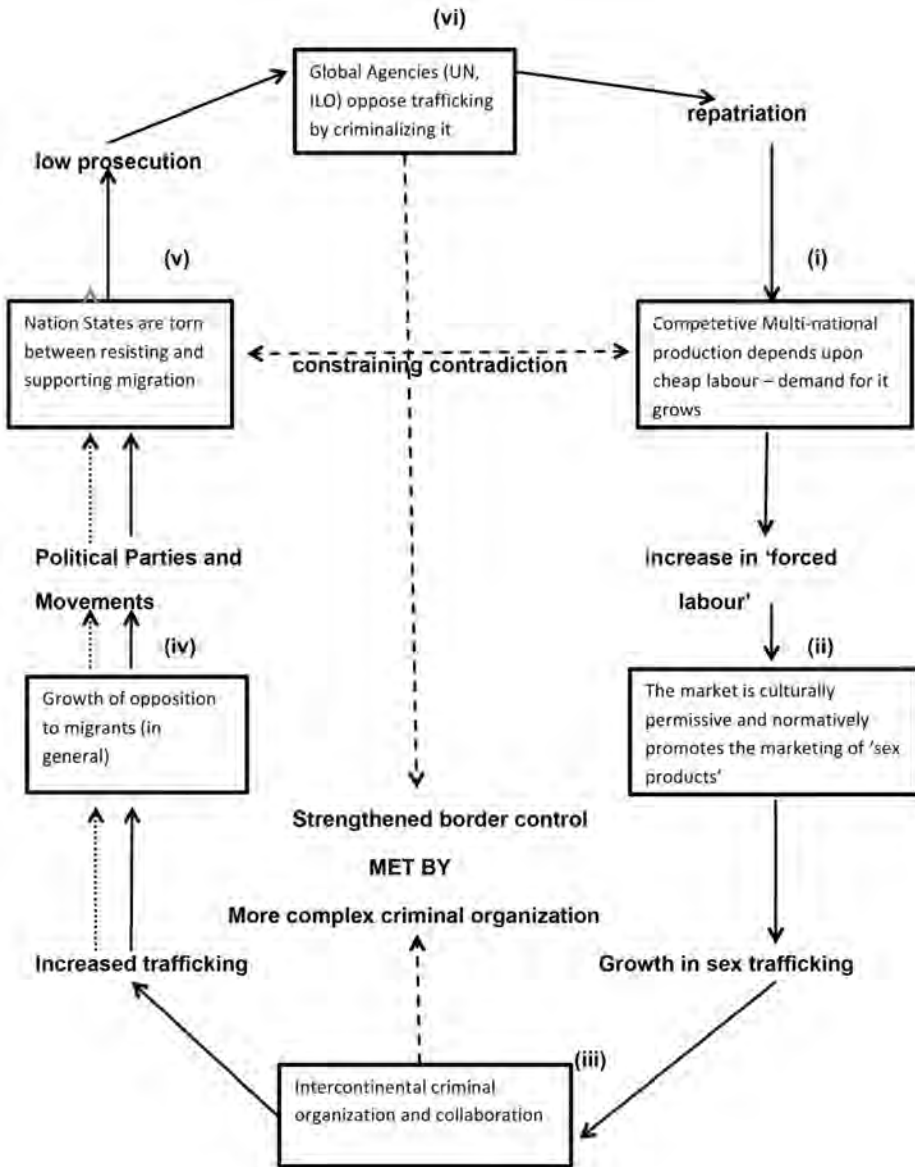 (vi)
Global Agencies (UN,
ILO) oppose trafficking
by criminalizing it
repatriation
low prosecution
(v)
(i)
Nation States are torn
between resisting and
supporting migration
constraining contradiction
Competetive Multi-national
production depends upon
cheap labour – demand for it
grows
Political Parties and
Movements
Increase in ‘forced
labour’
(iv)
(ii)
Growth of opposition
to migrants (in
general)
The market is culturally
permissive and normatively
promotes the marketing of ‘sex
products’
Strengthened border control
MET BY
More complex criminal organization
Increased trafficking
Growth in sex trafficking
(iii)
Intercontinental criminal
organization and collaboration